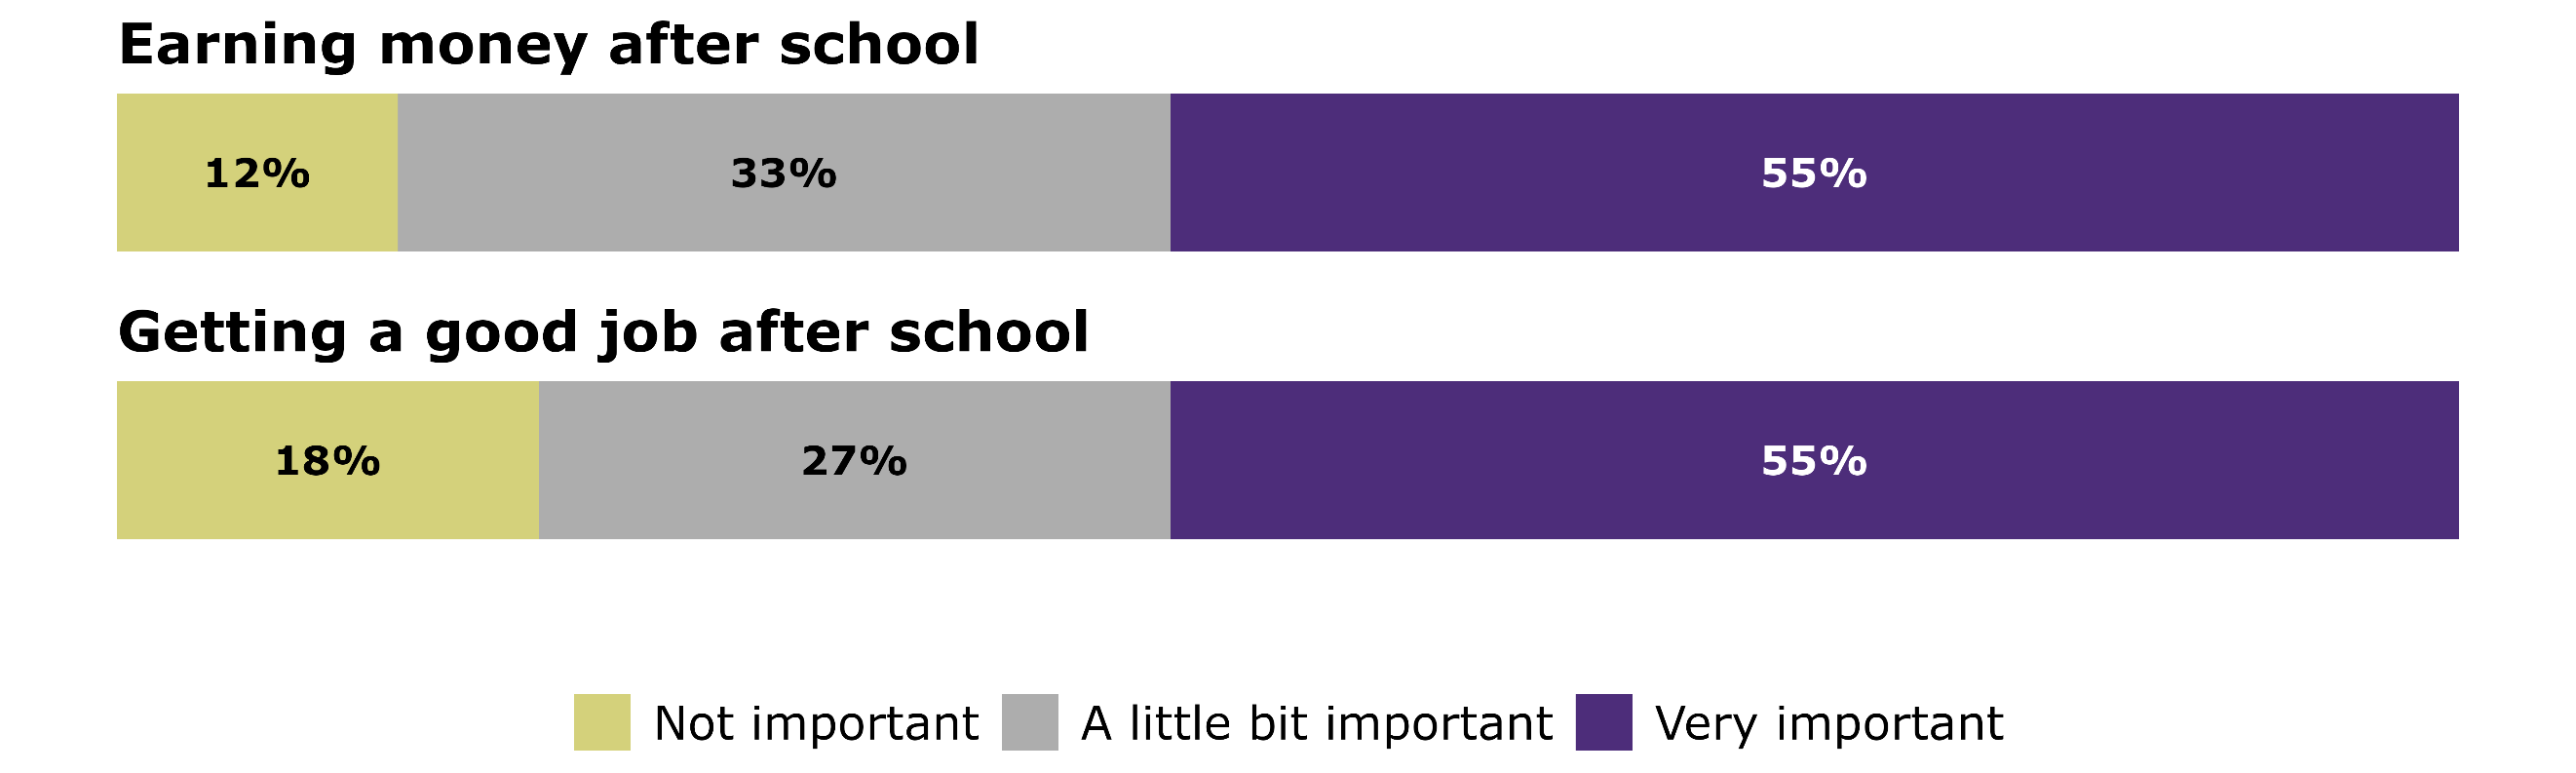 Earning money after school
12% 33% 55%
Getting a good job after school
18% 27% 55%
Not important A little bit important Very important